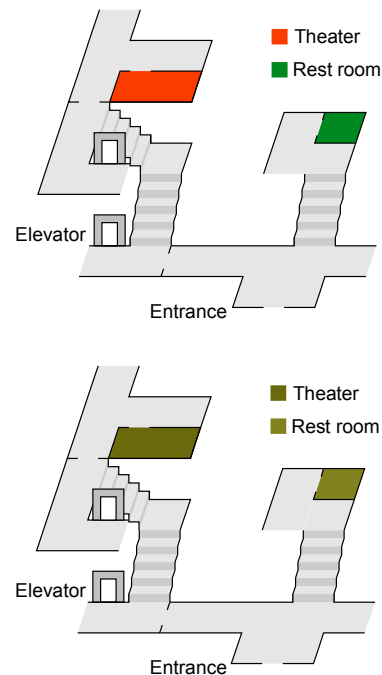 Theater
Rest room
Elevator
Entrance
Theater
Rest room
Elevator
Entrance